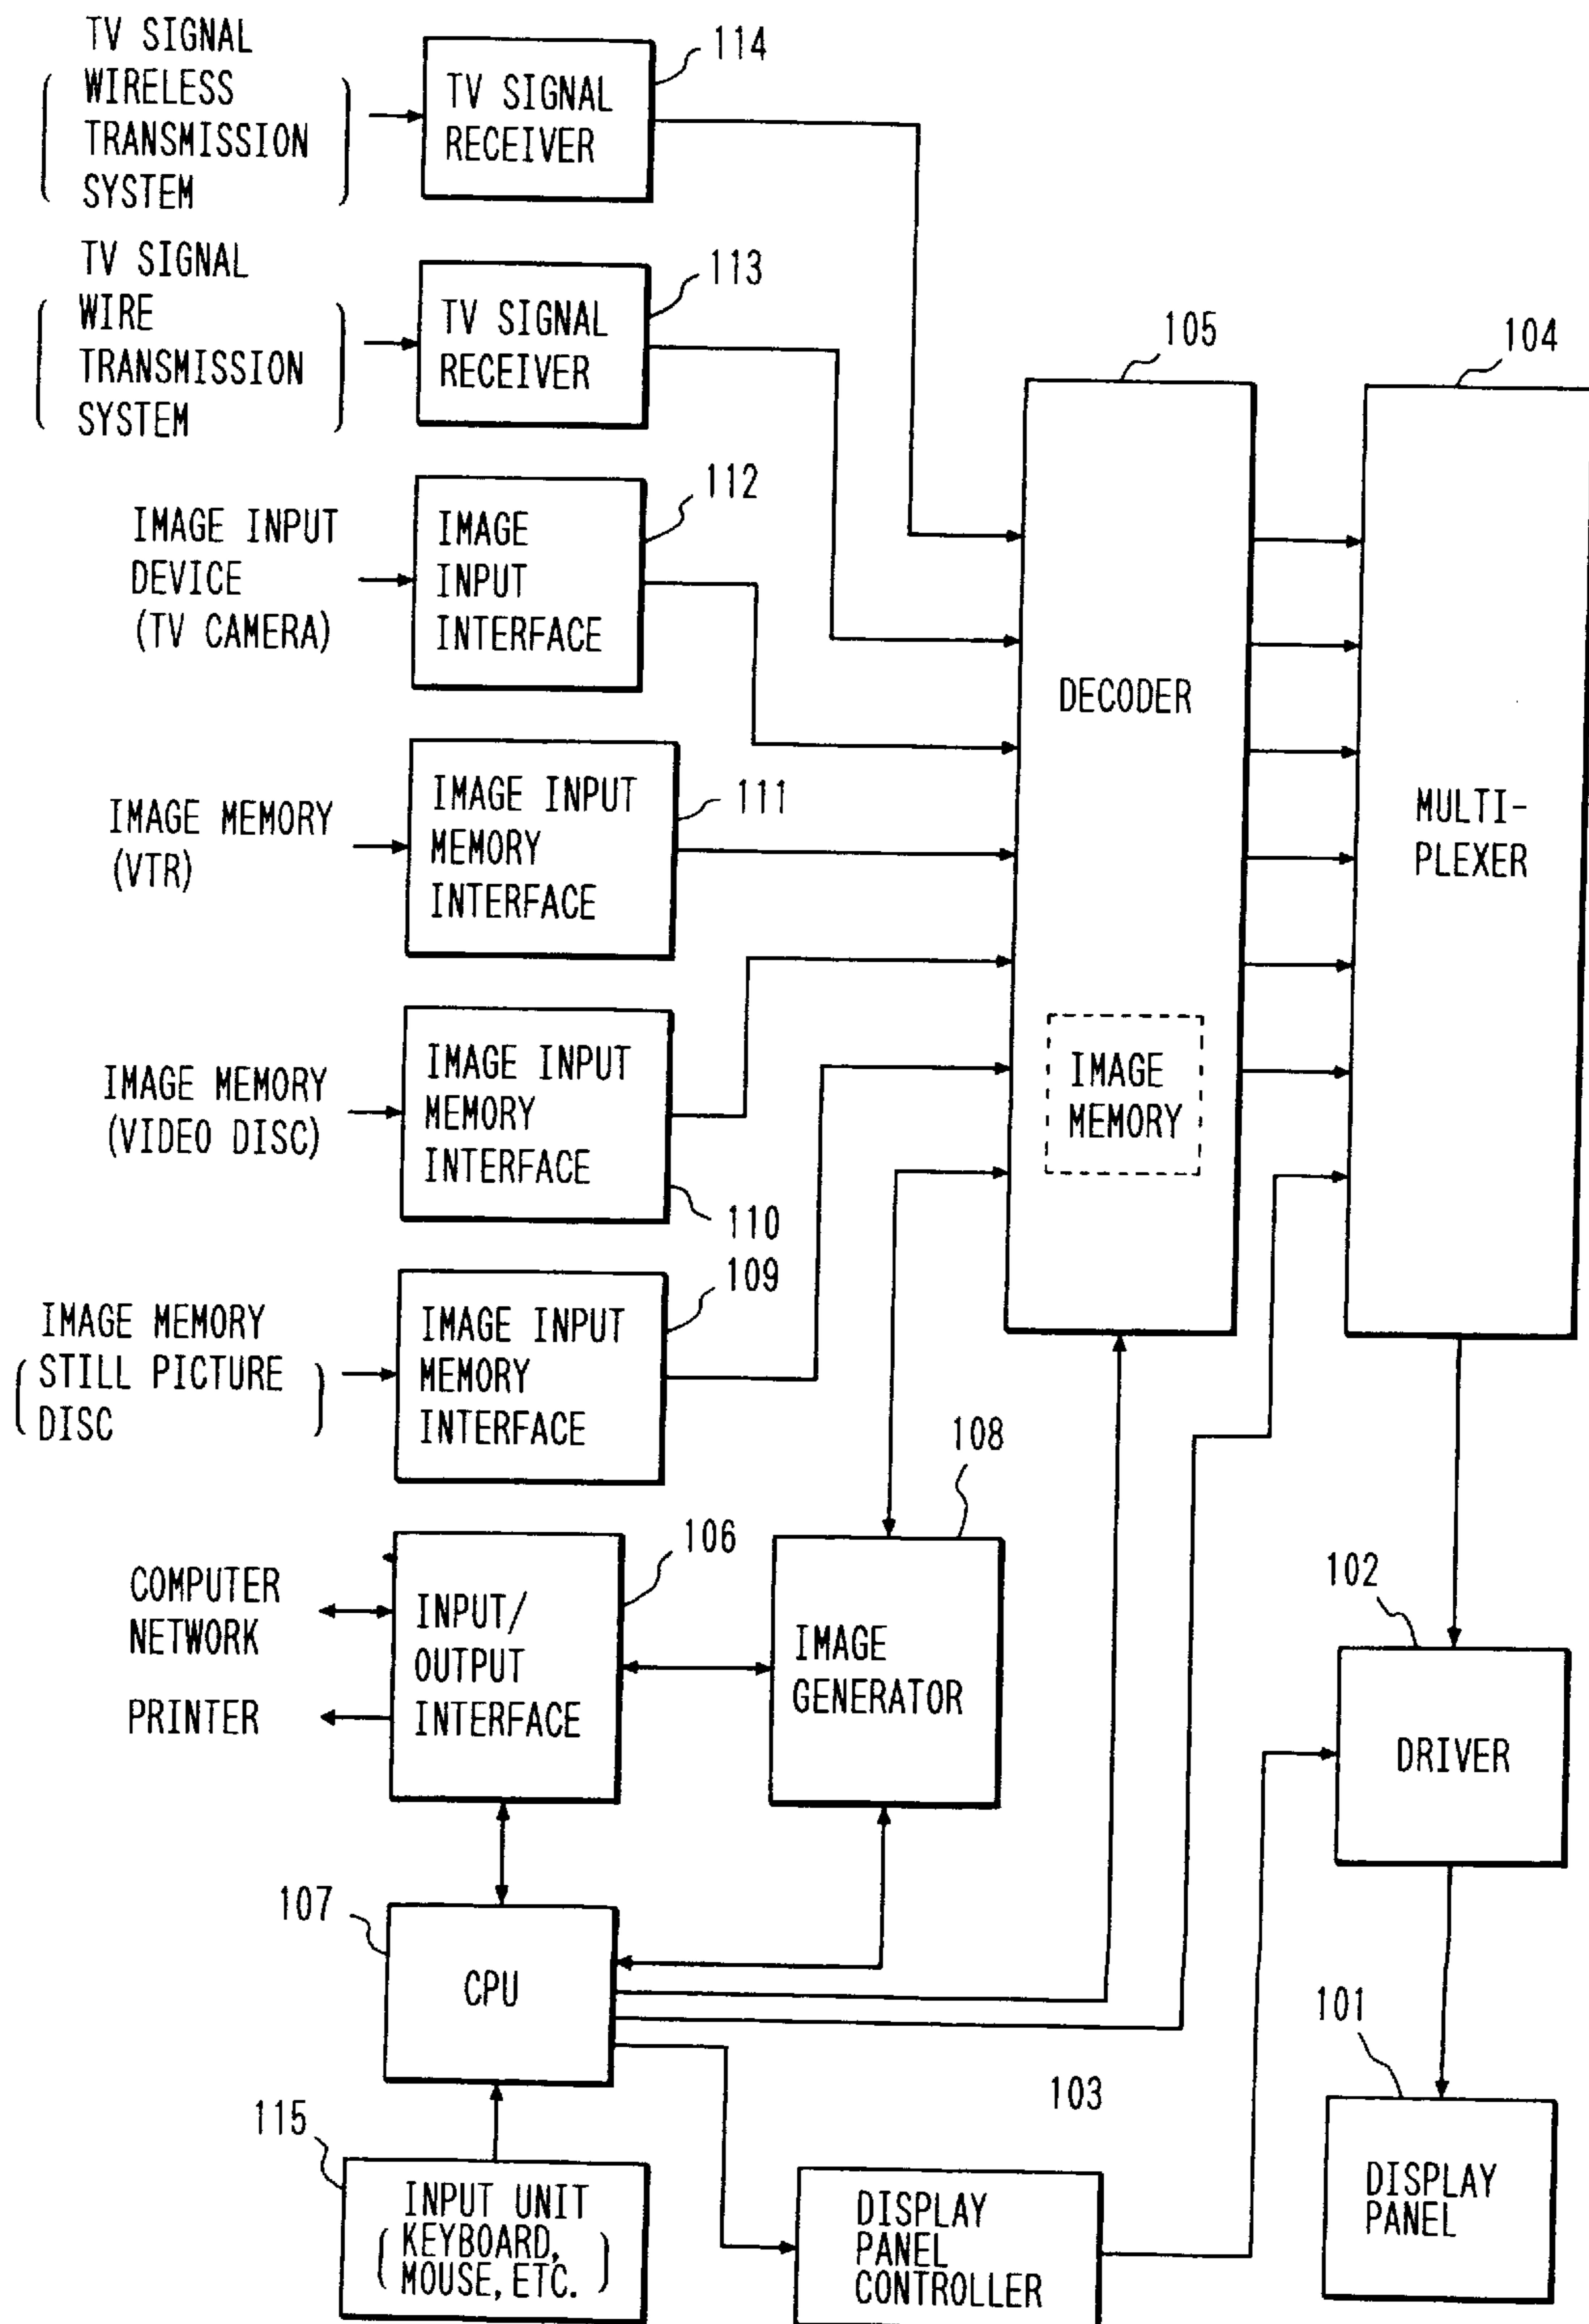 TV SIGNAL
WIRELESS
TRANSMISSION
SYSTEM
TV SIGNAL
RECEIVER
114
TV SIGNAL
WIRE
TRANSMISSION
SYSTEM
TV SIGNAL
RECEIVER
113
IMAGE INPUT
DEVICE
(TV CAMERA)
IMAGE
INPUT
INTERFACE
112
IMAGE MEMORY
(VTR)
IMAGE INPUT
MEMORY
INTERFACE
111
IMAGE MEMORY
(VIDEO DISC)
IMAGE INPUT
MEMORY
INTERFACE
110
IMAGE MEMORY
(STILL PICTURE
DISC)
IMAGE INPUT
MEMORY
INTERFACE
109
105
DECODER
IMAGE
MEMORY
104
MULTI-
PLEXER
COMPUTER
NETWORK
PRINTER
INPUT/
OUTPUT
INTERFACE
106
IMAGE
GENERATOR
108
102
DRIVER
107
CPU
101
DISPLAY
PANEL
115
INPUT UNIT
(KEYBOARD,
MOUSE, ETC.)
103
DISPLAY
PANEL
CONTROLLER